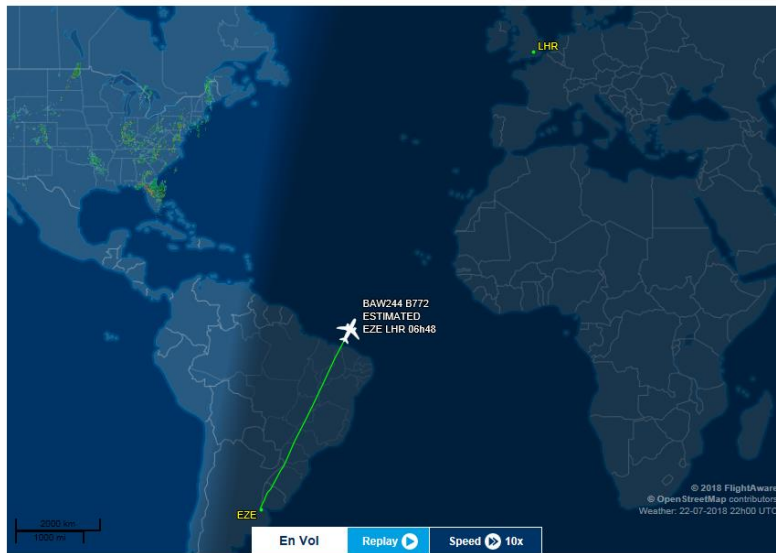 LHR
BAW244 B772
ESTIMATED
EZE LHR 06h48
EZE
© 2018 FlightAware
© OpenStreetMap contributors
Weather: 22-07-2018 22h00 UTC
2000 km
1000 mi
En Vol
Replay
Speed 10x